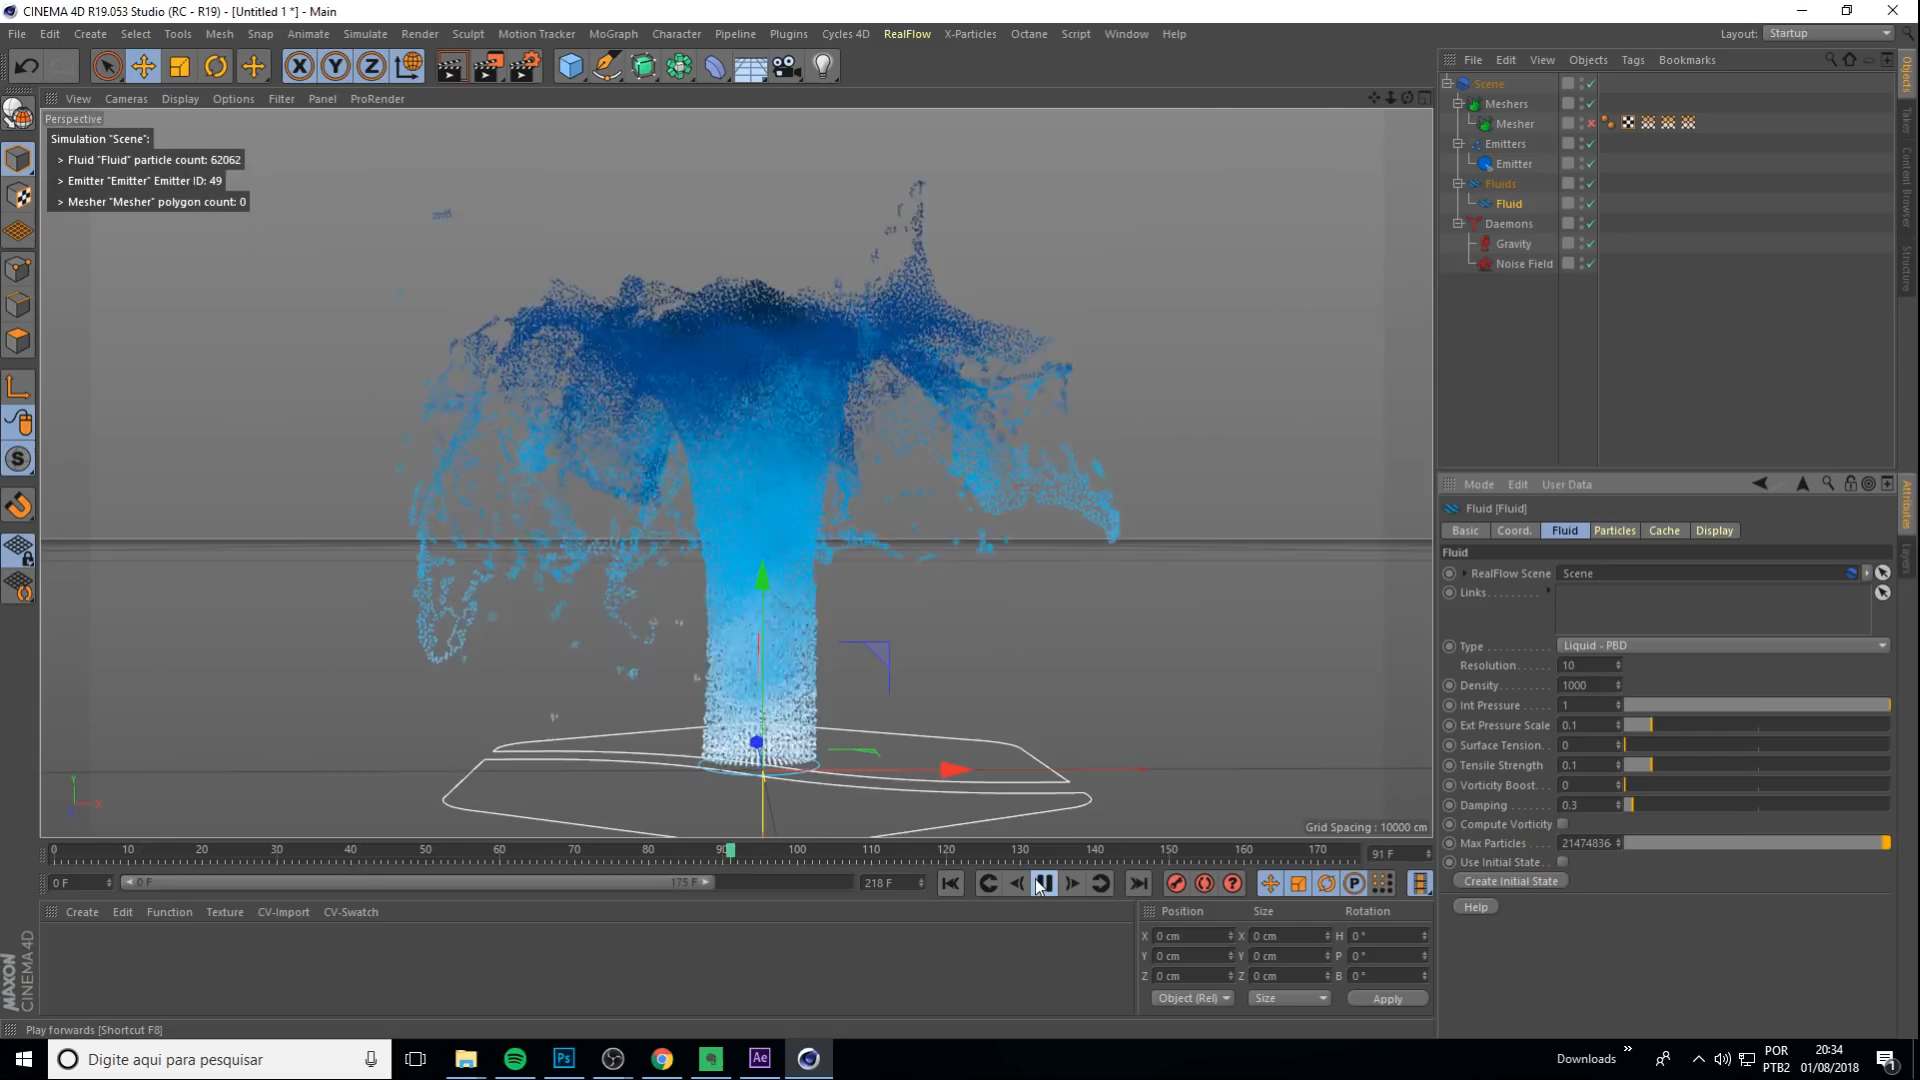 CINEMA 4D R19.053 Studio (RC - R19) - [Untitled 1 *] - Main
File Edit Create Select Tools Mesh Snap Animate Simulate Render Sculpt Motion Tracker MoGraph Character Pipeline Plugins Cycles 4D RealFlow X-Particles Octane Script Window Help Layout: Startup
X Y Z
View Cameras Display Options Filter Panel ProRender
Perspective
Simulation "Scene":
> Fluid "Fluid" particle count: 62062
> Emitter "Emitter" Emitter ID: 49
> Mesher "Mesher" polygon count: 0
Grid Spacing : 10000 cm
File Edit View Objects Tags Bookmarks
Scene
Meshers
Mesher
Emitters
Emitter
Fluids
Fluid
Daemons
Gravity
Noise Field
Objects
Takes
Content Browser
Structure
Mode Edit User Data
Fluid [Fluid]
Basic Coord. Fluid Particles Cache Display
Fluid
RealFlow Scene Scene
Links
Type Liquid - PBD
Resolution 10
Density 1000
Int Pressure 1
Ext Pressure Scale 0.1
Surface Tension 0
Tensile Strength 0.1
Vorticity Boost 0
Damping 0.3
Compute Vorticity
Max Particles 21474836
Use Initial State
Create Initial State
Help
Attributes
Layers
0 10 20 30 40 50 60 70 80 90 100 110 120 130 140 150 160 170 91 F
0 F 0 F 175 F 218 F
Create Edit Function Texture CV-Import CV-Swatch
Position Size Rotation
X 0 cm X 0 cm H 0 °
Y 0 cm Y 0 cm P 0 °
Z 0 cm Z 0 cm B 0 °
Object (Rel) Size Apply
MAXON CINEMA 4D
Play forwards [Shortcut F8]
Digite aqui para pesquisar
Ps
Ae
Downloads
POR
PTB2
20:34
01/08/2018
1